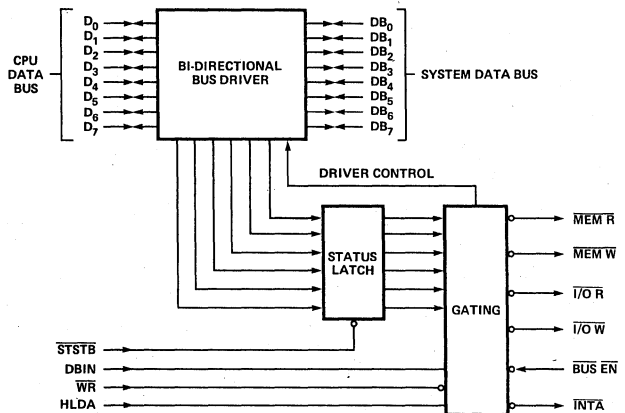 CPU
DATA
BUS
D0
D1
D2
D3
D4
D5
D6
D7
BI-DIRECTIONAL
BUS DRIVER
DB0
DB1
DB2
DB3
DB4
DB5
DB6
DB7
SYSTEM DATA BUS
DRIVER CONTROL
STATUS
LATCH
GATING
MEM R
MEM W
I/O R
I/O W
BUS EN
INTA
STSTB
DBIN
WR
HLDA